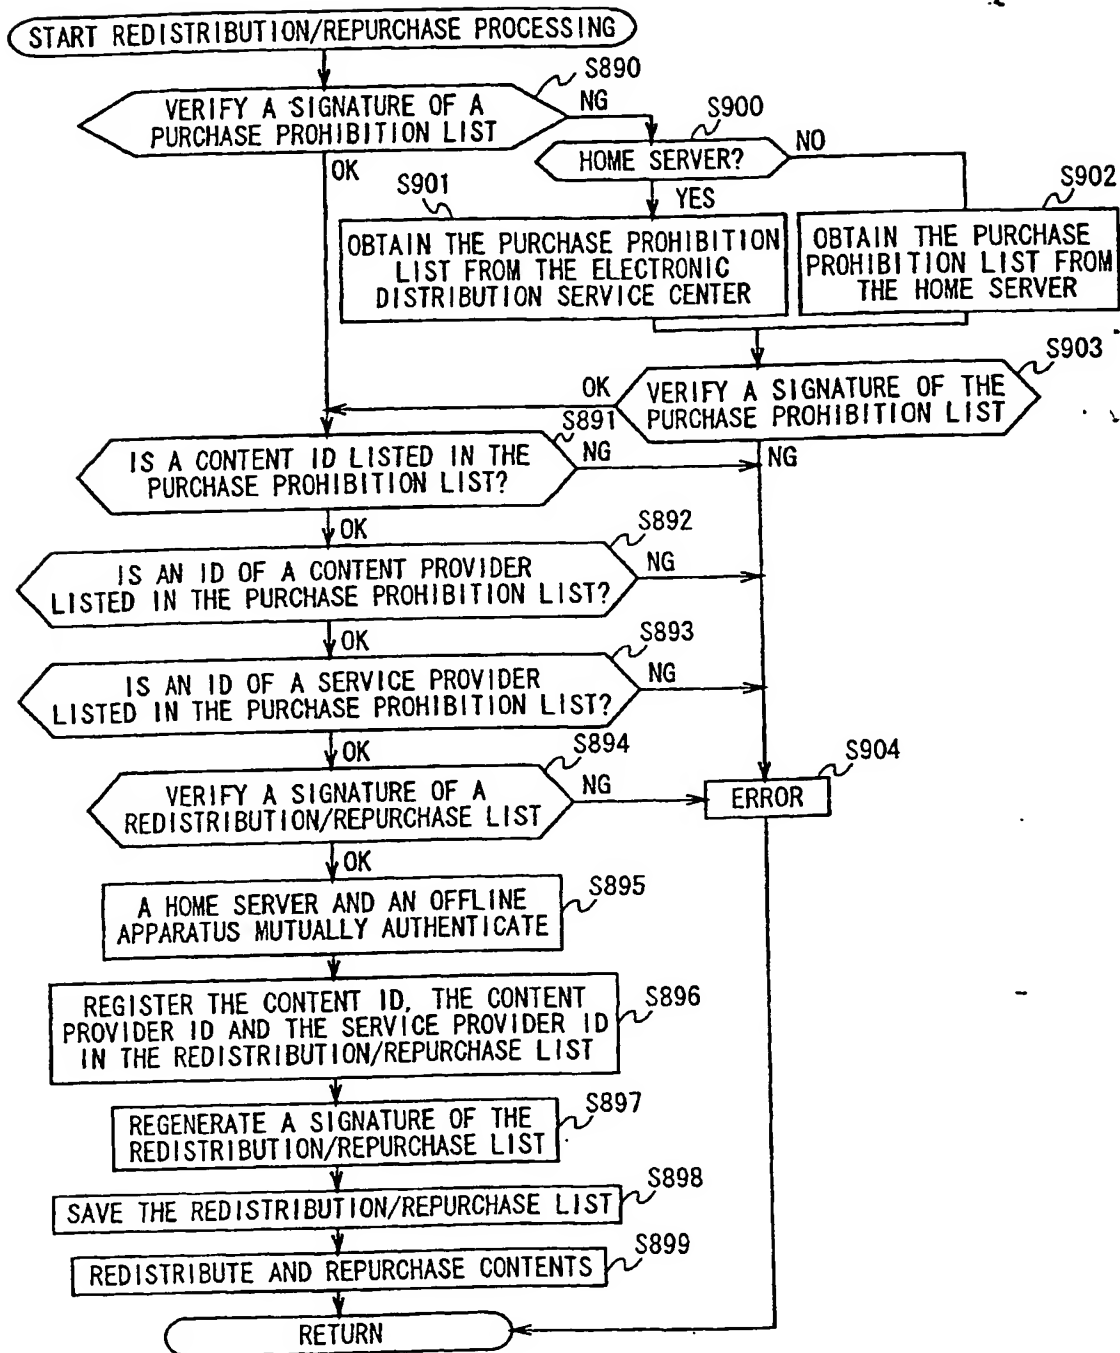 START REDISTRIBUTION/REPURCHASE PROCESSING
S890
VERIFY A SIGNATURE OF A
PURCHASE PROHIBITION LIST
NG
OK
S900
HOME SERVER?
NO
YES
S901
OBTAIN THE PURCHASE PROHIBITION
LIST FROM THE ELECTRONIC
DISTRIBUTION SERVICE CENTER
S902
OBTAIN THE PURCHASE
PROHIBITION LIST FROM
THE HOME SERVER
S903
VERIFY A SIGNATURE OF THE
PURCHASE PROHIBITION LIST
OK
NG
S891
IS A CONTENT ID LISTED IN THE
PURCHASE PROHIBITION LIST?
NG
OK
S892
IS AN ID OF A CONTENT PROVIDER
LISTED IN THE PURCHASE PROHIBITION LIST?
NG
OK
S893
IS AN ID OF A SERVICE PROVIDER
LISTED IN THE PURCHASE PROHIBITION LIST?
NG
OK
S894
VERIFY A SIGNATURE OF A
REDISTRIBUTION/REPURCHASE LIST
NG
OK
S904
ERROR
S895
A HOME SERVER AND AN OFFLINE
APPARATUS MUTUALLY AUTHENTICATE
S896
REGISTER THE CONTENT ID, THE CONTENT
PROVIDER ID AND THE SERVICE PROVIDER ID
IN THE REDISTRIBUTION/REPURCHASE LIST
S897
REGENERATE A SIGNATURE OF THE
REDISTRIBUTION/REPURCHASE LIST
S898
SAVE THE REDISTRIBUTION/REPURCHASE LIST
S899
REDISTRIBUTE AND REPURCHASE CONTENTS
RETURN